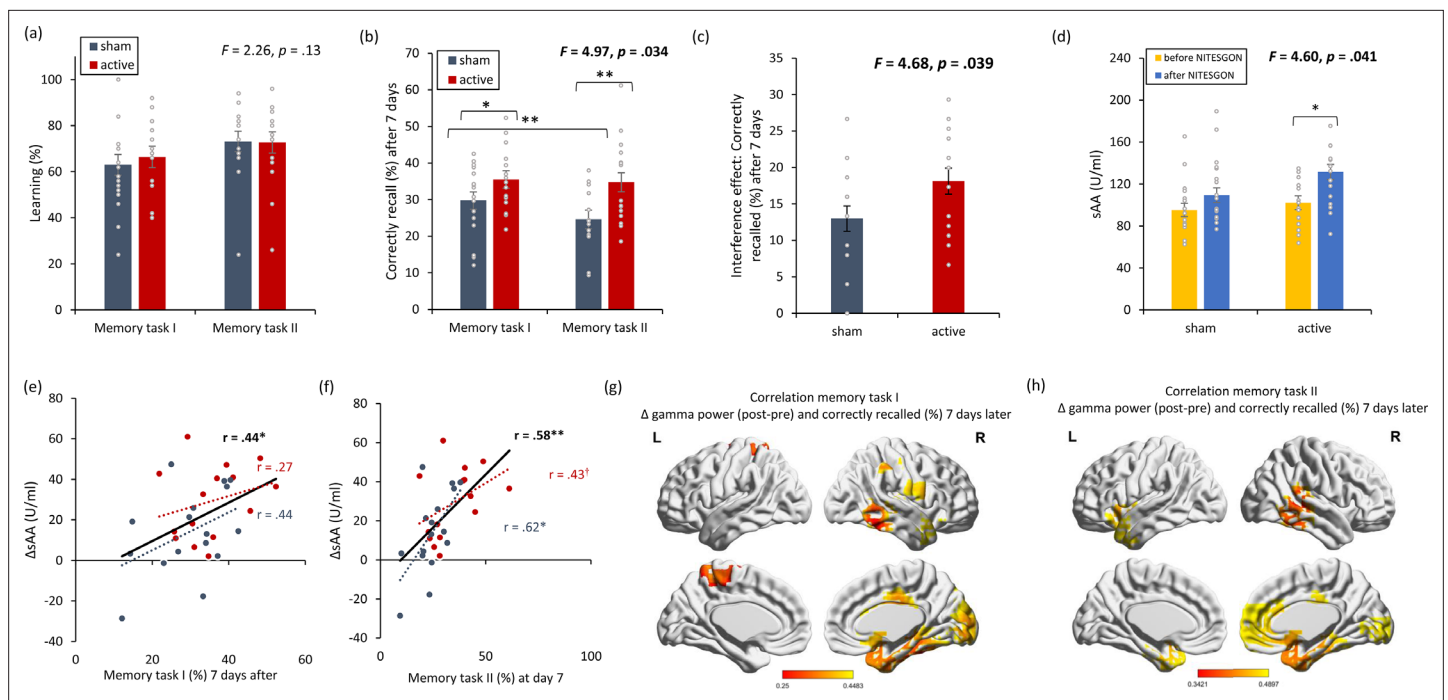 (a)
sham
active
F = 2.26, p = .13
Learning (%)
100
80
60
40
20
0
Memory task I
Memory task II
(b)
sham
active
F = 4.97, p = .034
*
**
**
Correctly recall (%) after 7 days
70
60
50
40
30
20
10
0
Memory task I
Memory task II
(c)
F = 4.68, p = .039
Interference effect: Correctly
recalled (%) after 7 days
35
30
25
20
15
10
5
0
sham
active
(d)
before NITESGON
after NITESGON
F = 4.60, p = .041
*
sAA (U/ml)
240
200
160
120
80
40
0
sham
active
(e)
r = .44*
r = .27
r = .44
ΔsAA (U/ml)
80
60
40
20
0
-20
-40
0
20
40
60
Memory task I (%) 7 days after
(f)
r = .58**
r = .43†
r = .62*
ΔsAA (U/ml)
80
60
40
20
0
-20
-40
0
50
100
Memory task II (%) at day 7
(g)
Correlation memory task I
Δ gamma power (post-pre) and correctly recalled (%) 7 days later
L
R
0.25
0.4483
(h)
Correlation memory task II
Δ gamma power (post-pre) and correctly recalled (%) 7 days later
L
R
0.3421
0.4897